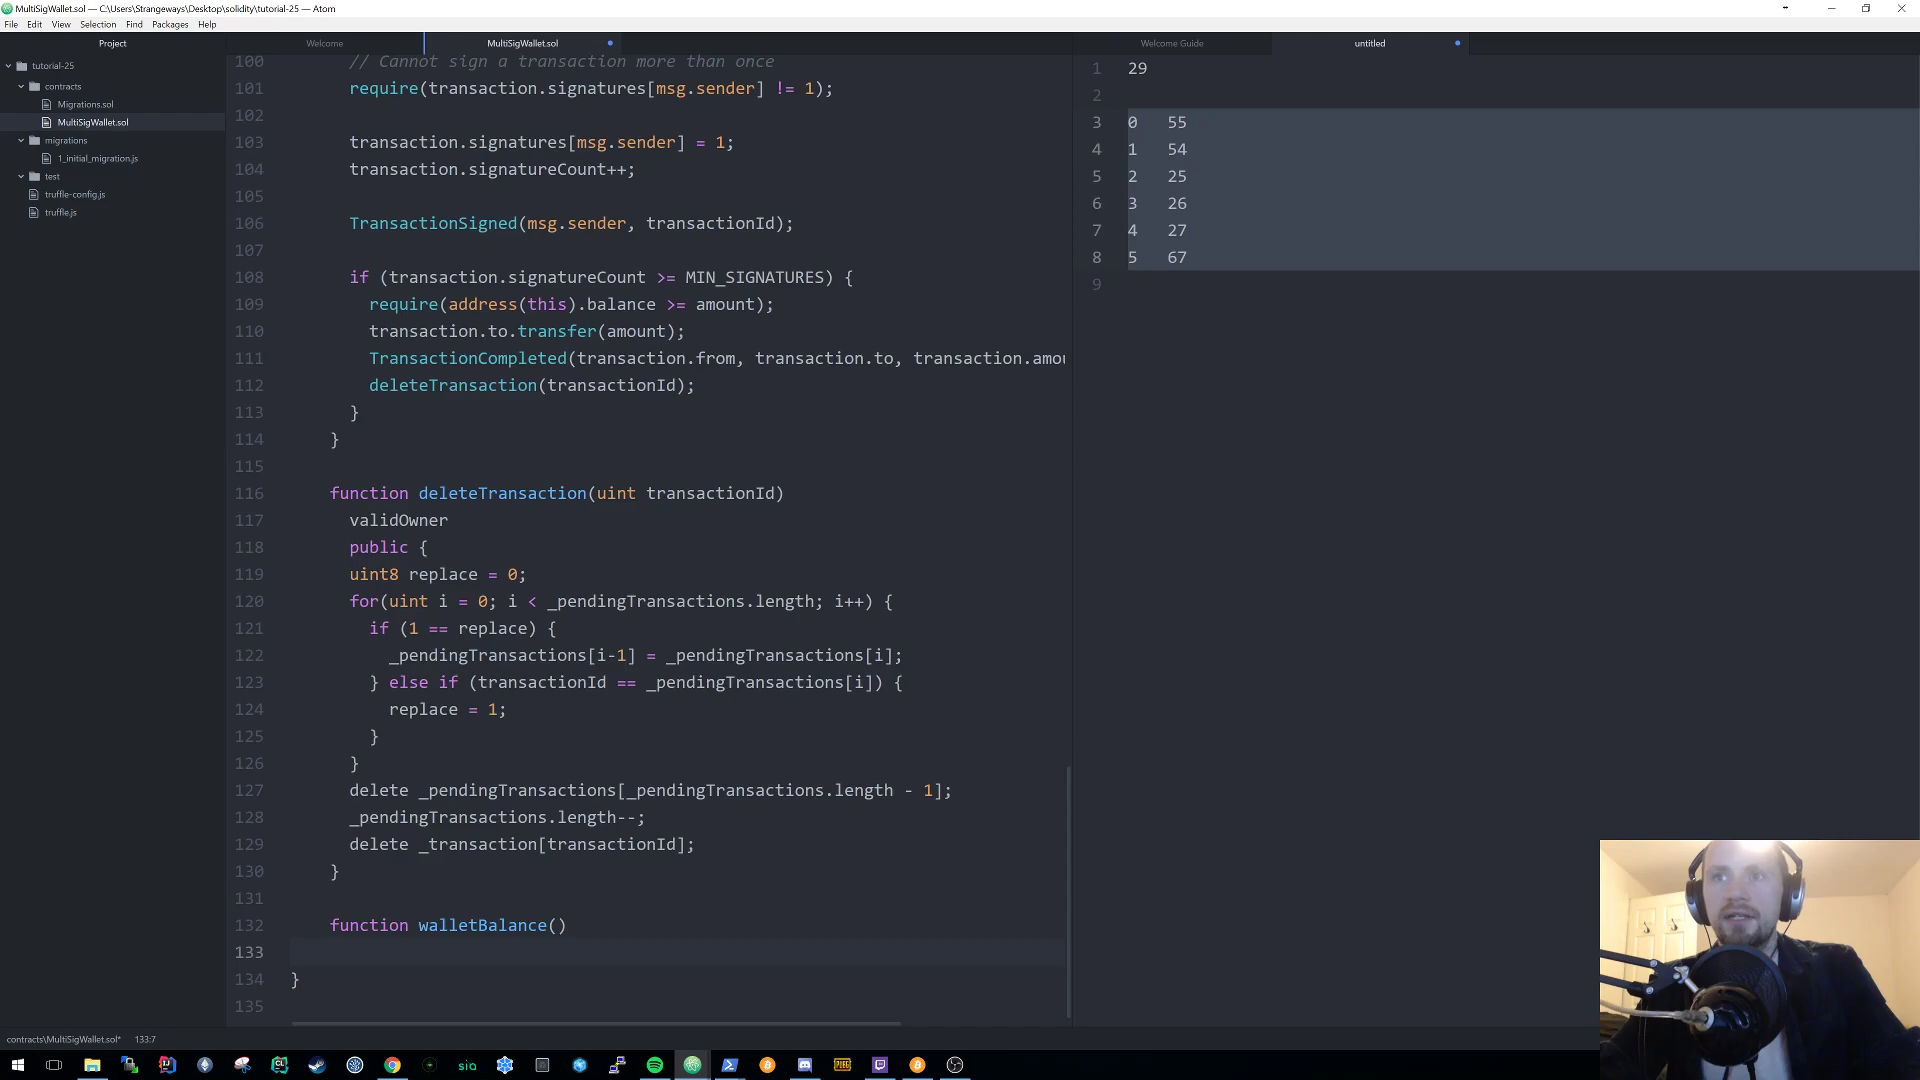 MultiSigWallet.sol — C:\Users\Strangeways\Desktop\solidity\tutorial-25 — Atom
File Edit View Selection Find Packages Help
Project
Welcome
MultiSigWallet.sol
Welcome Guide
untitled
tutorial-25
contracts
Migrations.sol
MultiSigWallet.sol
migrations
1_initial_migration.js
test
truffle-config.js
truffle.js
100 // Cannot sign a transaction more than once
101 require(transaction.signatures[msg.sender] != 1);
102
103 transaction.signatures[msg.sender] = 1;
104 transaction.signatureCount++;
105
106 TransactionSigned(msg.sender, transactionId);
107
108 if (transaction.signatureCount >= MIN_SIGNATURES) {
109 require(address(this).balance >= amount);
110 transaction.to.transfer(amount);
111 TransactionCompleted(transaction.from, transaction.to, transaction.amou
112 deleteTransaction(transactionId);
113 }
114 }
115
116 function deleteTransaction(uint transactionId)
117 validOwner
118 public {
119 uint8 replace = 0;
120 for(uint i = 0; i < _pendingTransactions.length; i++) {
121 if (1 == replace) {
122 _pendingTransactions[i-1] = _pendingTransactions[i];
123 } else if (transactionId == _pendingTransactions[i]) {
124 replace = 1;
125 }
126 }
127 delete _pendingTransactions[_pendingTransactions.length - 1];
128 _pendingTransactions.length--;
129 delete _transaction[transactionId];
130 }
131
132 function walletBalance()
133
134 }
135
1 29
2
3 0 55
4 1 54
5 2 25
6 3 26
7 4 27
8 5 67
9
contracts\MultiSigWallet.sol* 133:7
sia